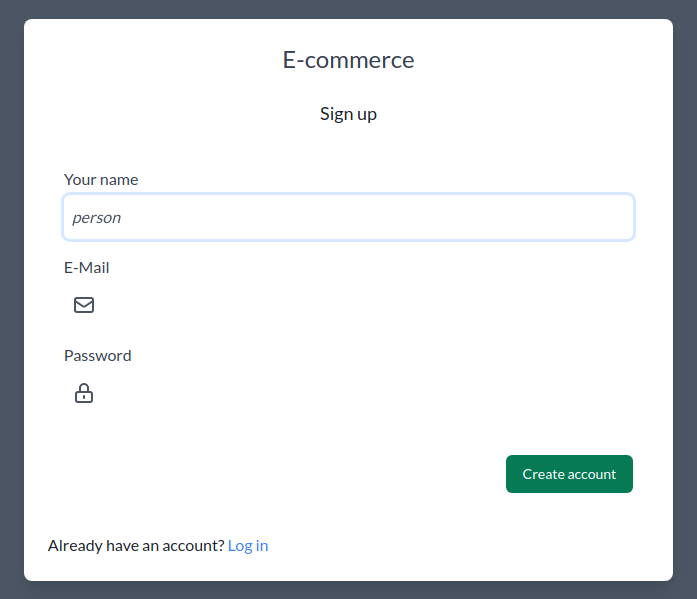 E-commerce
Sign up
Your name
person
E-Mail
Password
Create account
Already have an account? Log in